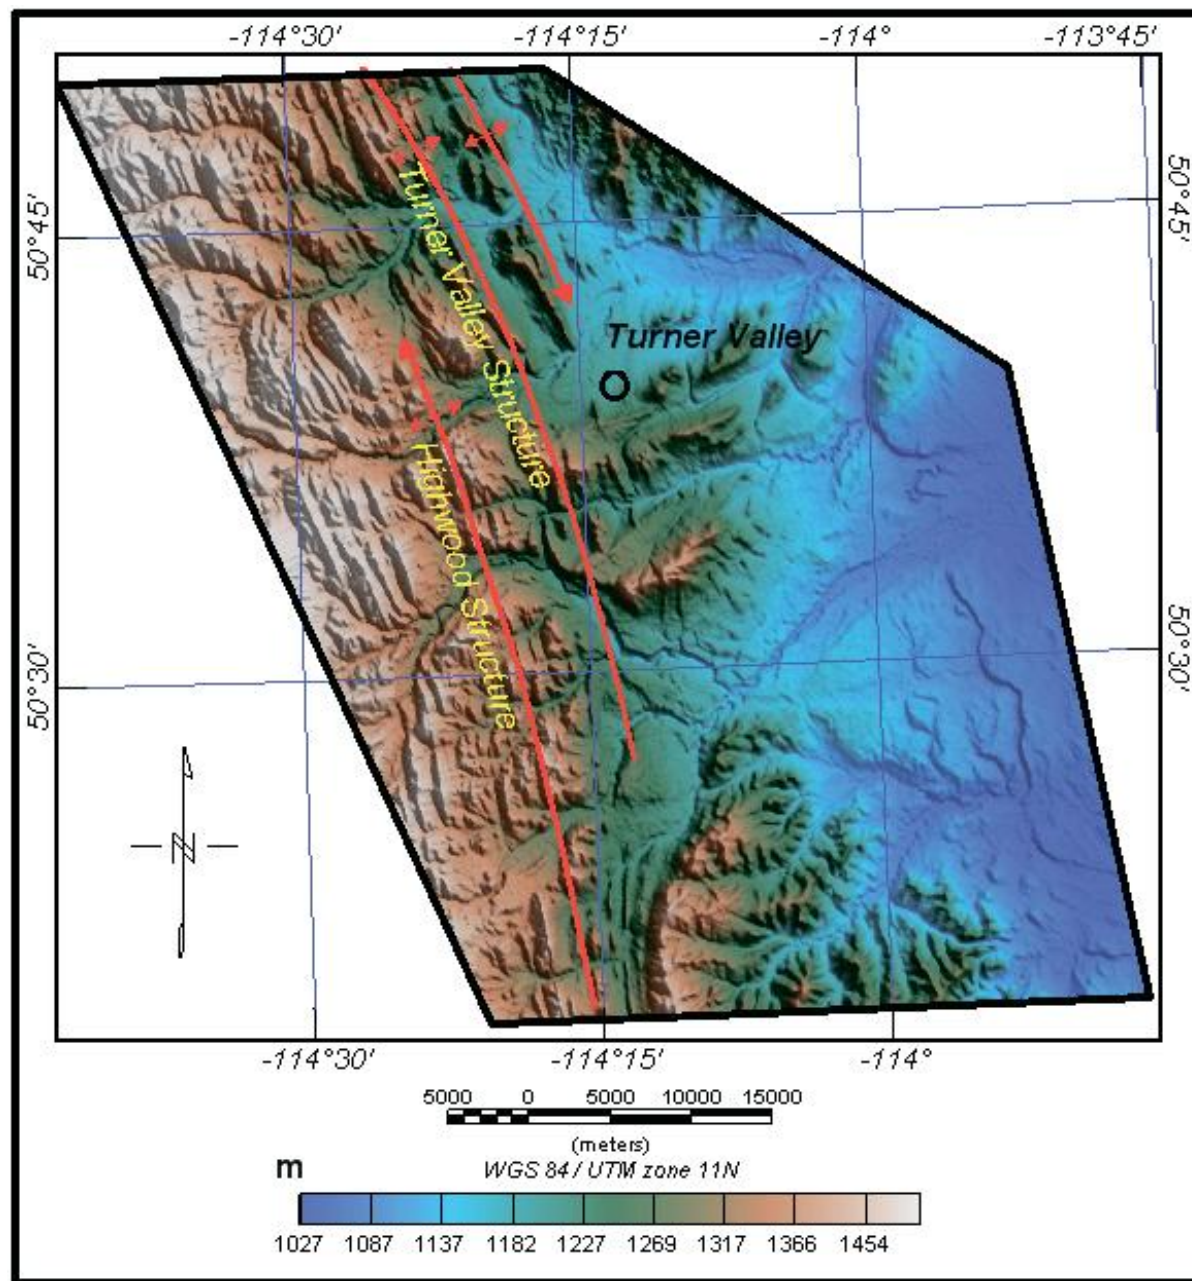 -114°30' -114°15' -114° -113°45'
50°45'
50°45'
Turner Valley Structure
Turner Valley
Highwood Structure
50°30'
50°30'
N
-114°30' -114°15' -114°
5000 0 5000 10000 15000
(meters)
WGS 84 / UTM zone 11N
m
1027 1087 1137 1182 1227 1269 1317 1366 1454